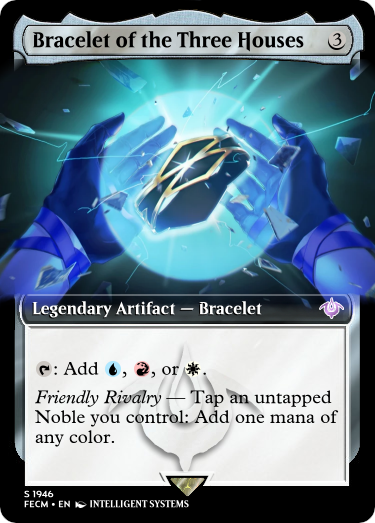 Bracelet of the Three Houses 3
Legendary Artifact — Bracelet
: Add , , or .
Friendly Rivalry — Tap an untapped
Noble you control: Add one mana of
any color.
S 1946
FECM • EN INTELLIGENT SYSTEMS